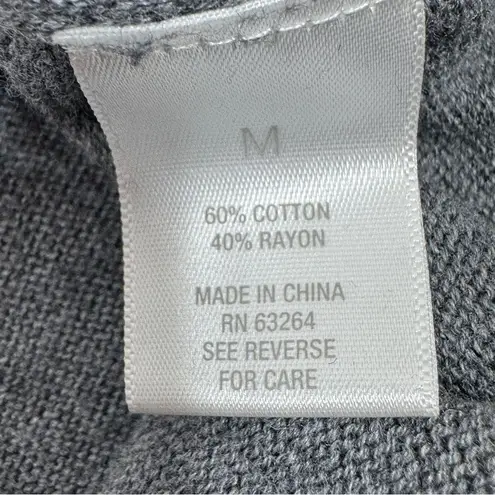 M
60% COTTON
40% RAYON
MADE IN CHINA
RN 63264
SEE REVERSE
FOR CARE